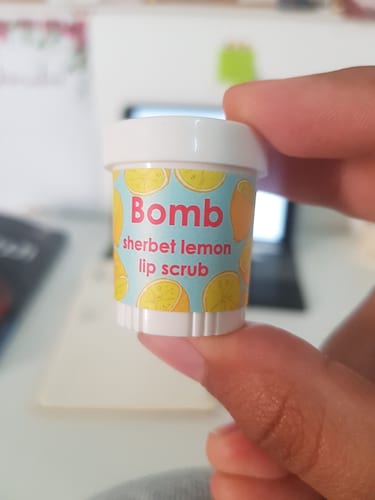 Bomb
sherbet lemon
lip scrub